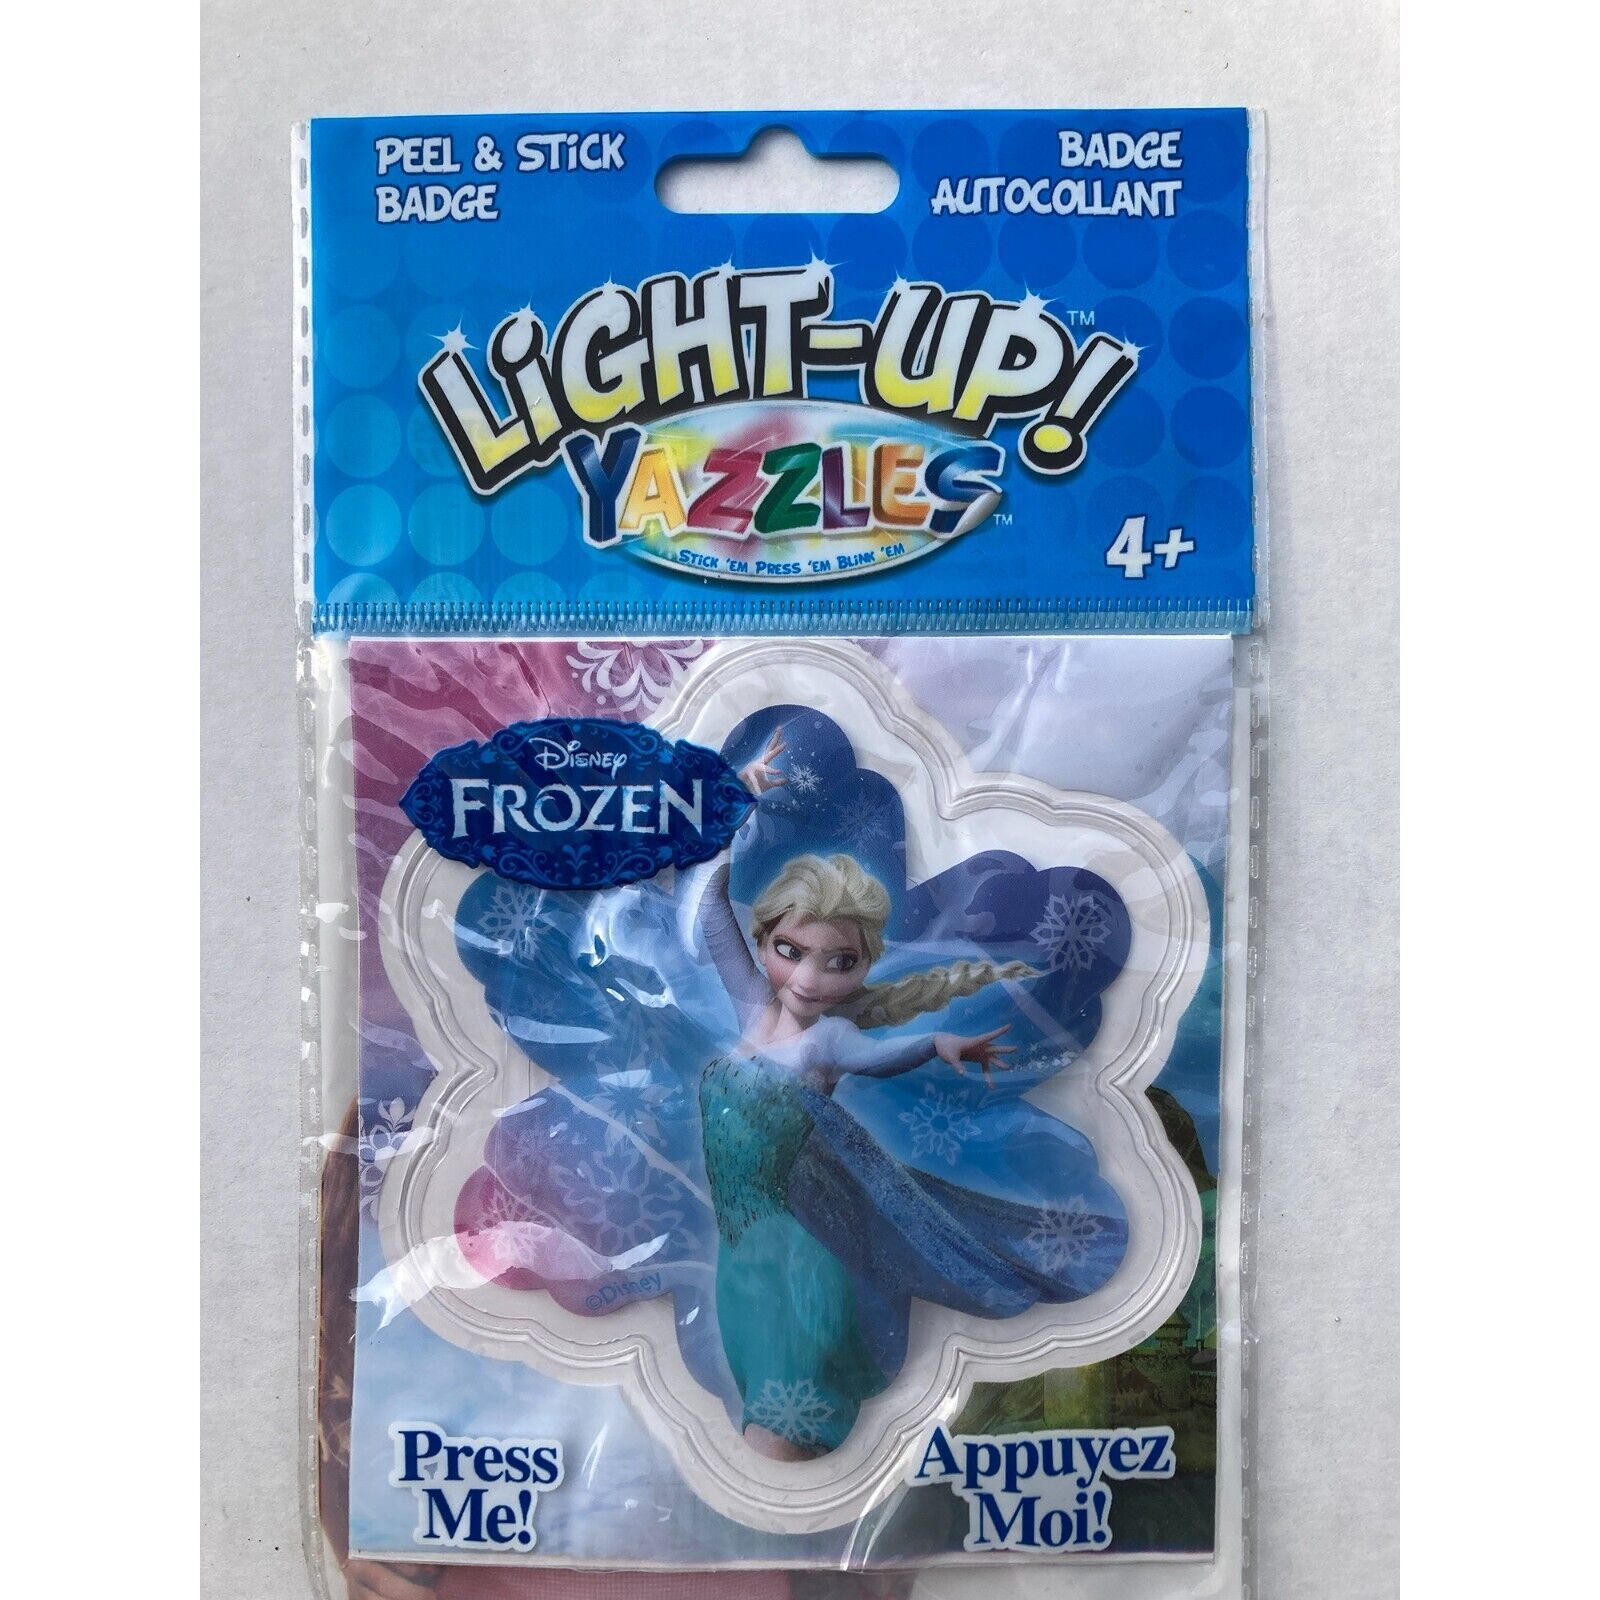 PEEL & STICK
BADGE
BADGE
AUTOCOLLANT
LIGHT-UP!™
YAZZLES™
STICK 'EM PRESS 'EM BLINK 'EM
4+
Disney
FROZEN
©Disney
Press
Me!
Appuyez
Moi!